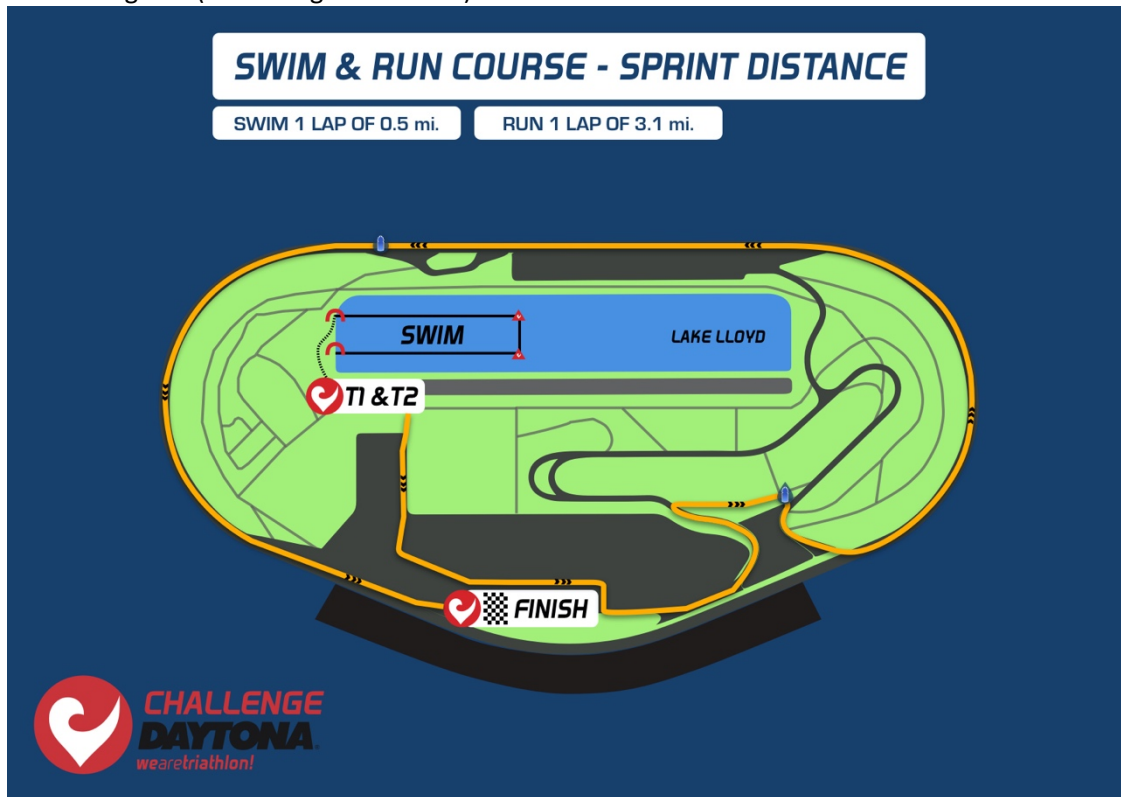 SWIM & RUN COURSE - SPRINT DISTANCE
SWIM 1 LAP OF 0.5 mi.
RUN 1 LAP OF 3.1 mi.
SWIM
LAKE LLOYD
T1 & T2
FINISH
CHALLENGE
DAYTONA®
wearetriathlon!